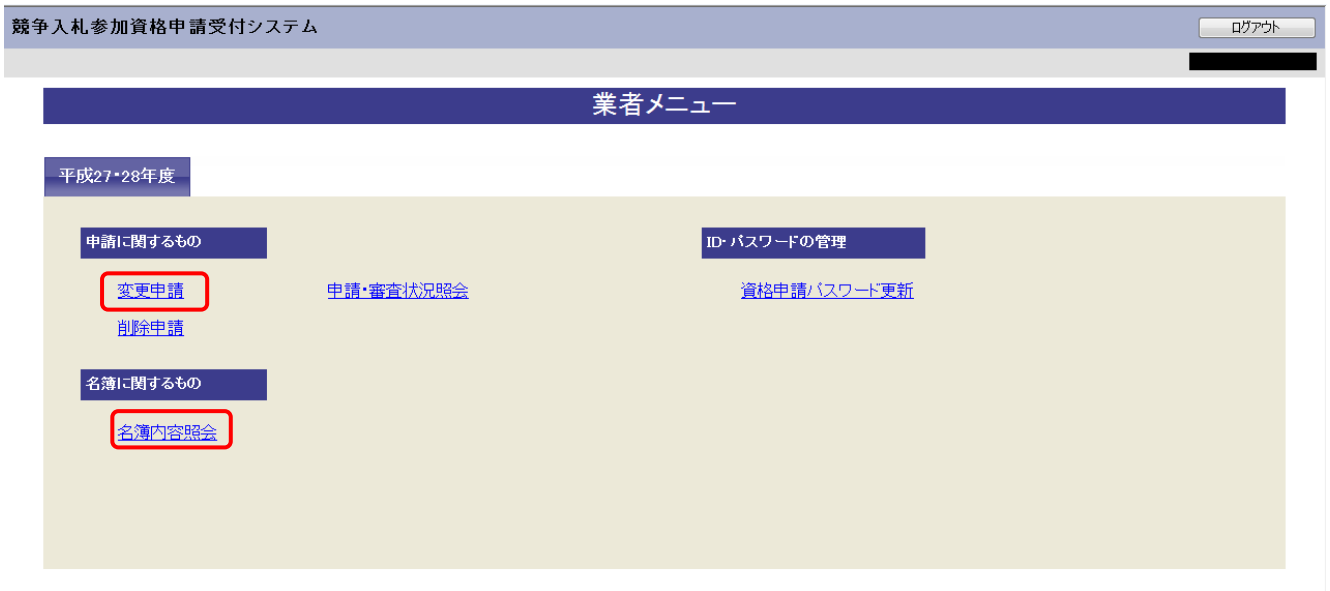 競争入札参加資格申請受付システム
ログアウト
業者メニュー
平成27・28年度
申請に関するもの
ID・パスワードの管理
変更申請
申請・審査状況照会
資格申請パスワード更新
削除申請
名簿に関するもの
名簿内容照会